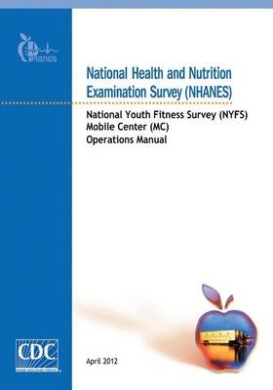 nhanes
National Health and Nutrition
Examination Survey (NHANES)
National Youth Fitness Survey (NYFS)
Mobile Center (MC)
Operations Manual
CDC
April 2012